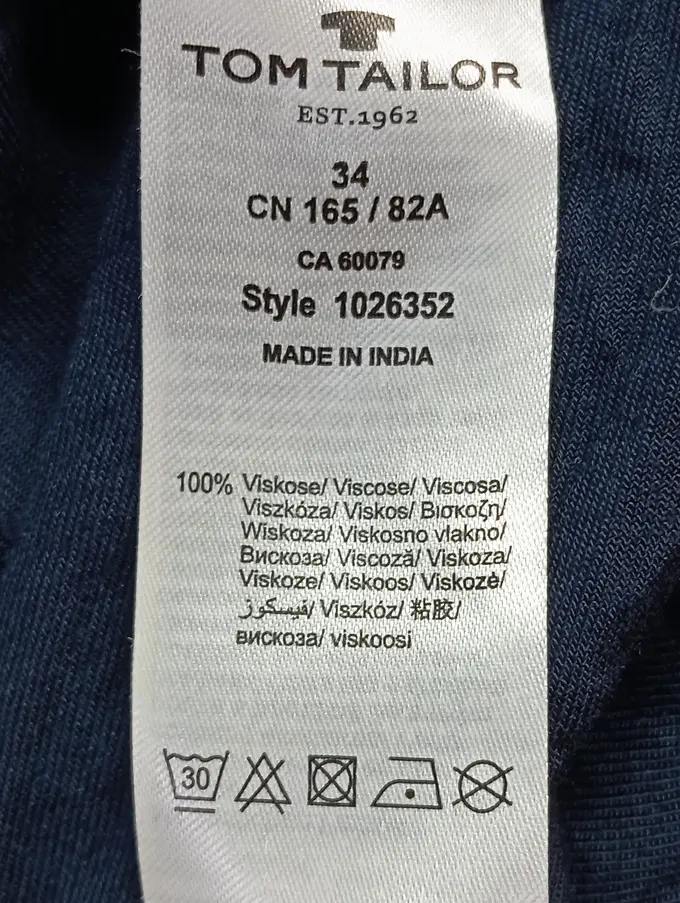 TOM TAILOR
EST.1962
34
CN 165 / 82A
CA 60079
Style 1026352
MADE IN INDIA
100% Viskose/ Viscose/ Viscosa/
Viszkóza/ Viskos/ Βισκοζη/
Wiskoza/ Viskosno vlakno/
Вискоза/ Viscoză/ Viskoza/
Viskoze/ Viskoos/ Viskozė/
فيسكوز/ Viszkóz/ 粘胶/
вискоза/ viskoosi
30